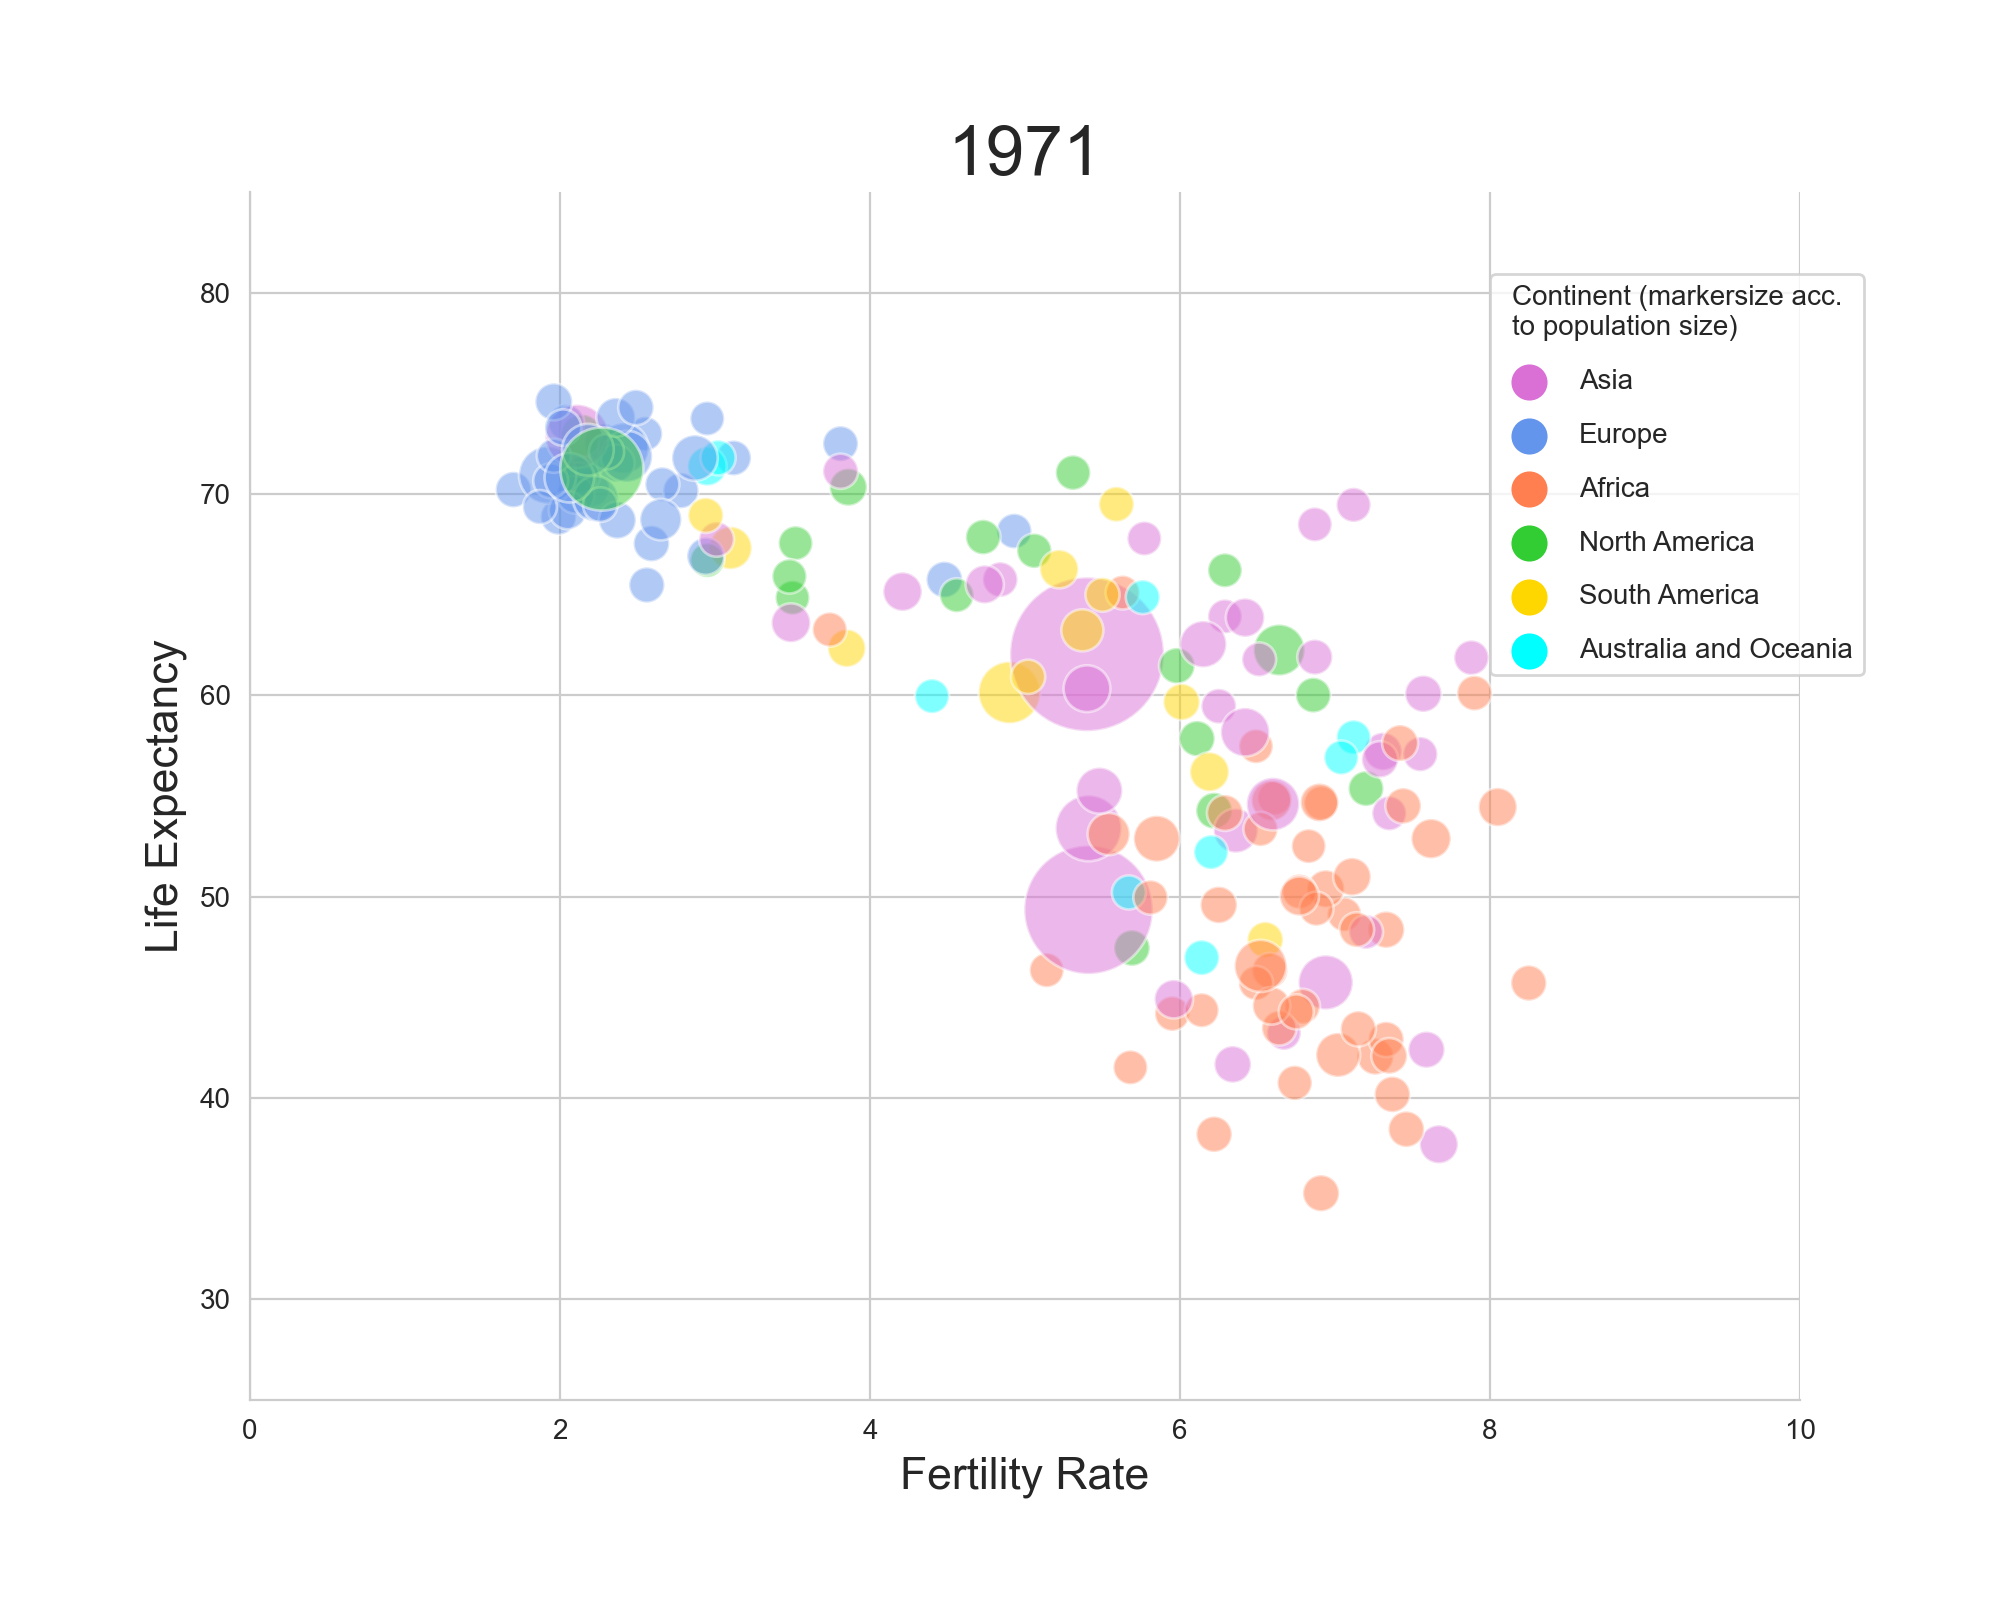 1971
Continent (markersize acc.
to population size)
Asia
Europe
Africa
North America
South America
Australia and Oceania
80
70
60
50
40
30
Life Expectancy
0 2 4 6 8 10
Fertility Rate